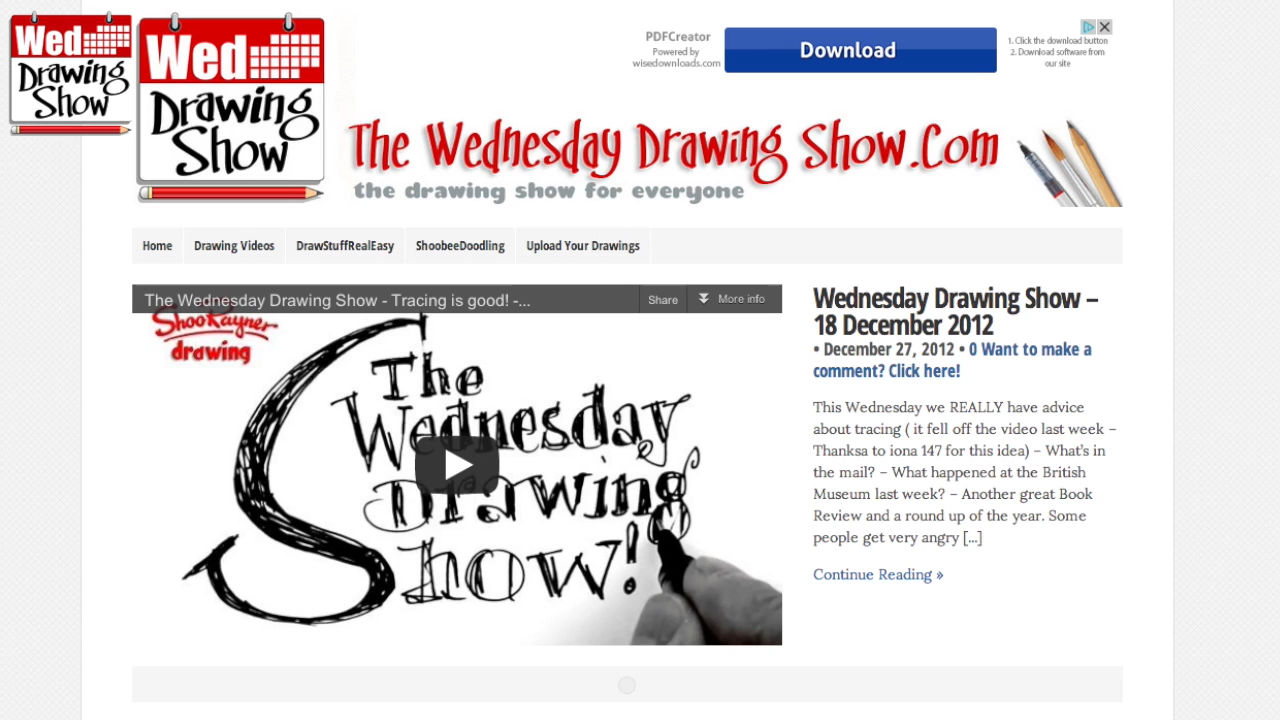 Wed
Drawing
Show
Wed
Drawing
Show
PDFCreator
Powered by
wisedownloads.com
Download
1. Click the download button
2. Download software from
our site
The Wednesday Drawing Show.Com
the drawing show for everyone
Home
Drawing Videos
DrawStuffRealEasy
ShoobeeDoodling
Upload Your Drawings
The Wednesday Drawing Show - Tracing is good! -...
Share
More info
Shoo Rayner
drawing
The
Wednesday
Drawing
Show!
Wednesday Drawing Show –
18 December 2012
• December 27, 2012 • 0 Want to make a
comment? Click here!
This Wednesday we REALLY have advice
about tracing ( it fell off the video last week –
Thanksa to iona 147 for this idea) – What's in
the mail? – What happened at the British
Museum last week? – Another great Book
Review and a round up of the year. Some
people get very angry [...]
Continue Reading »